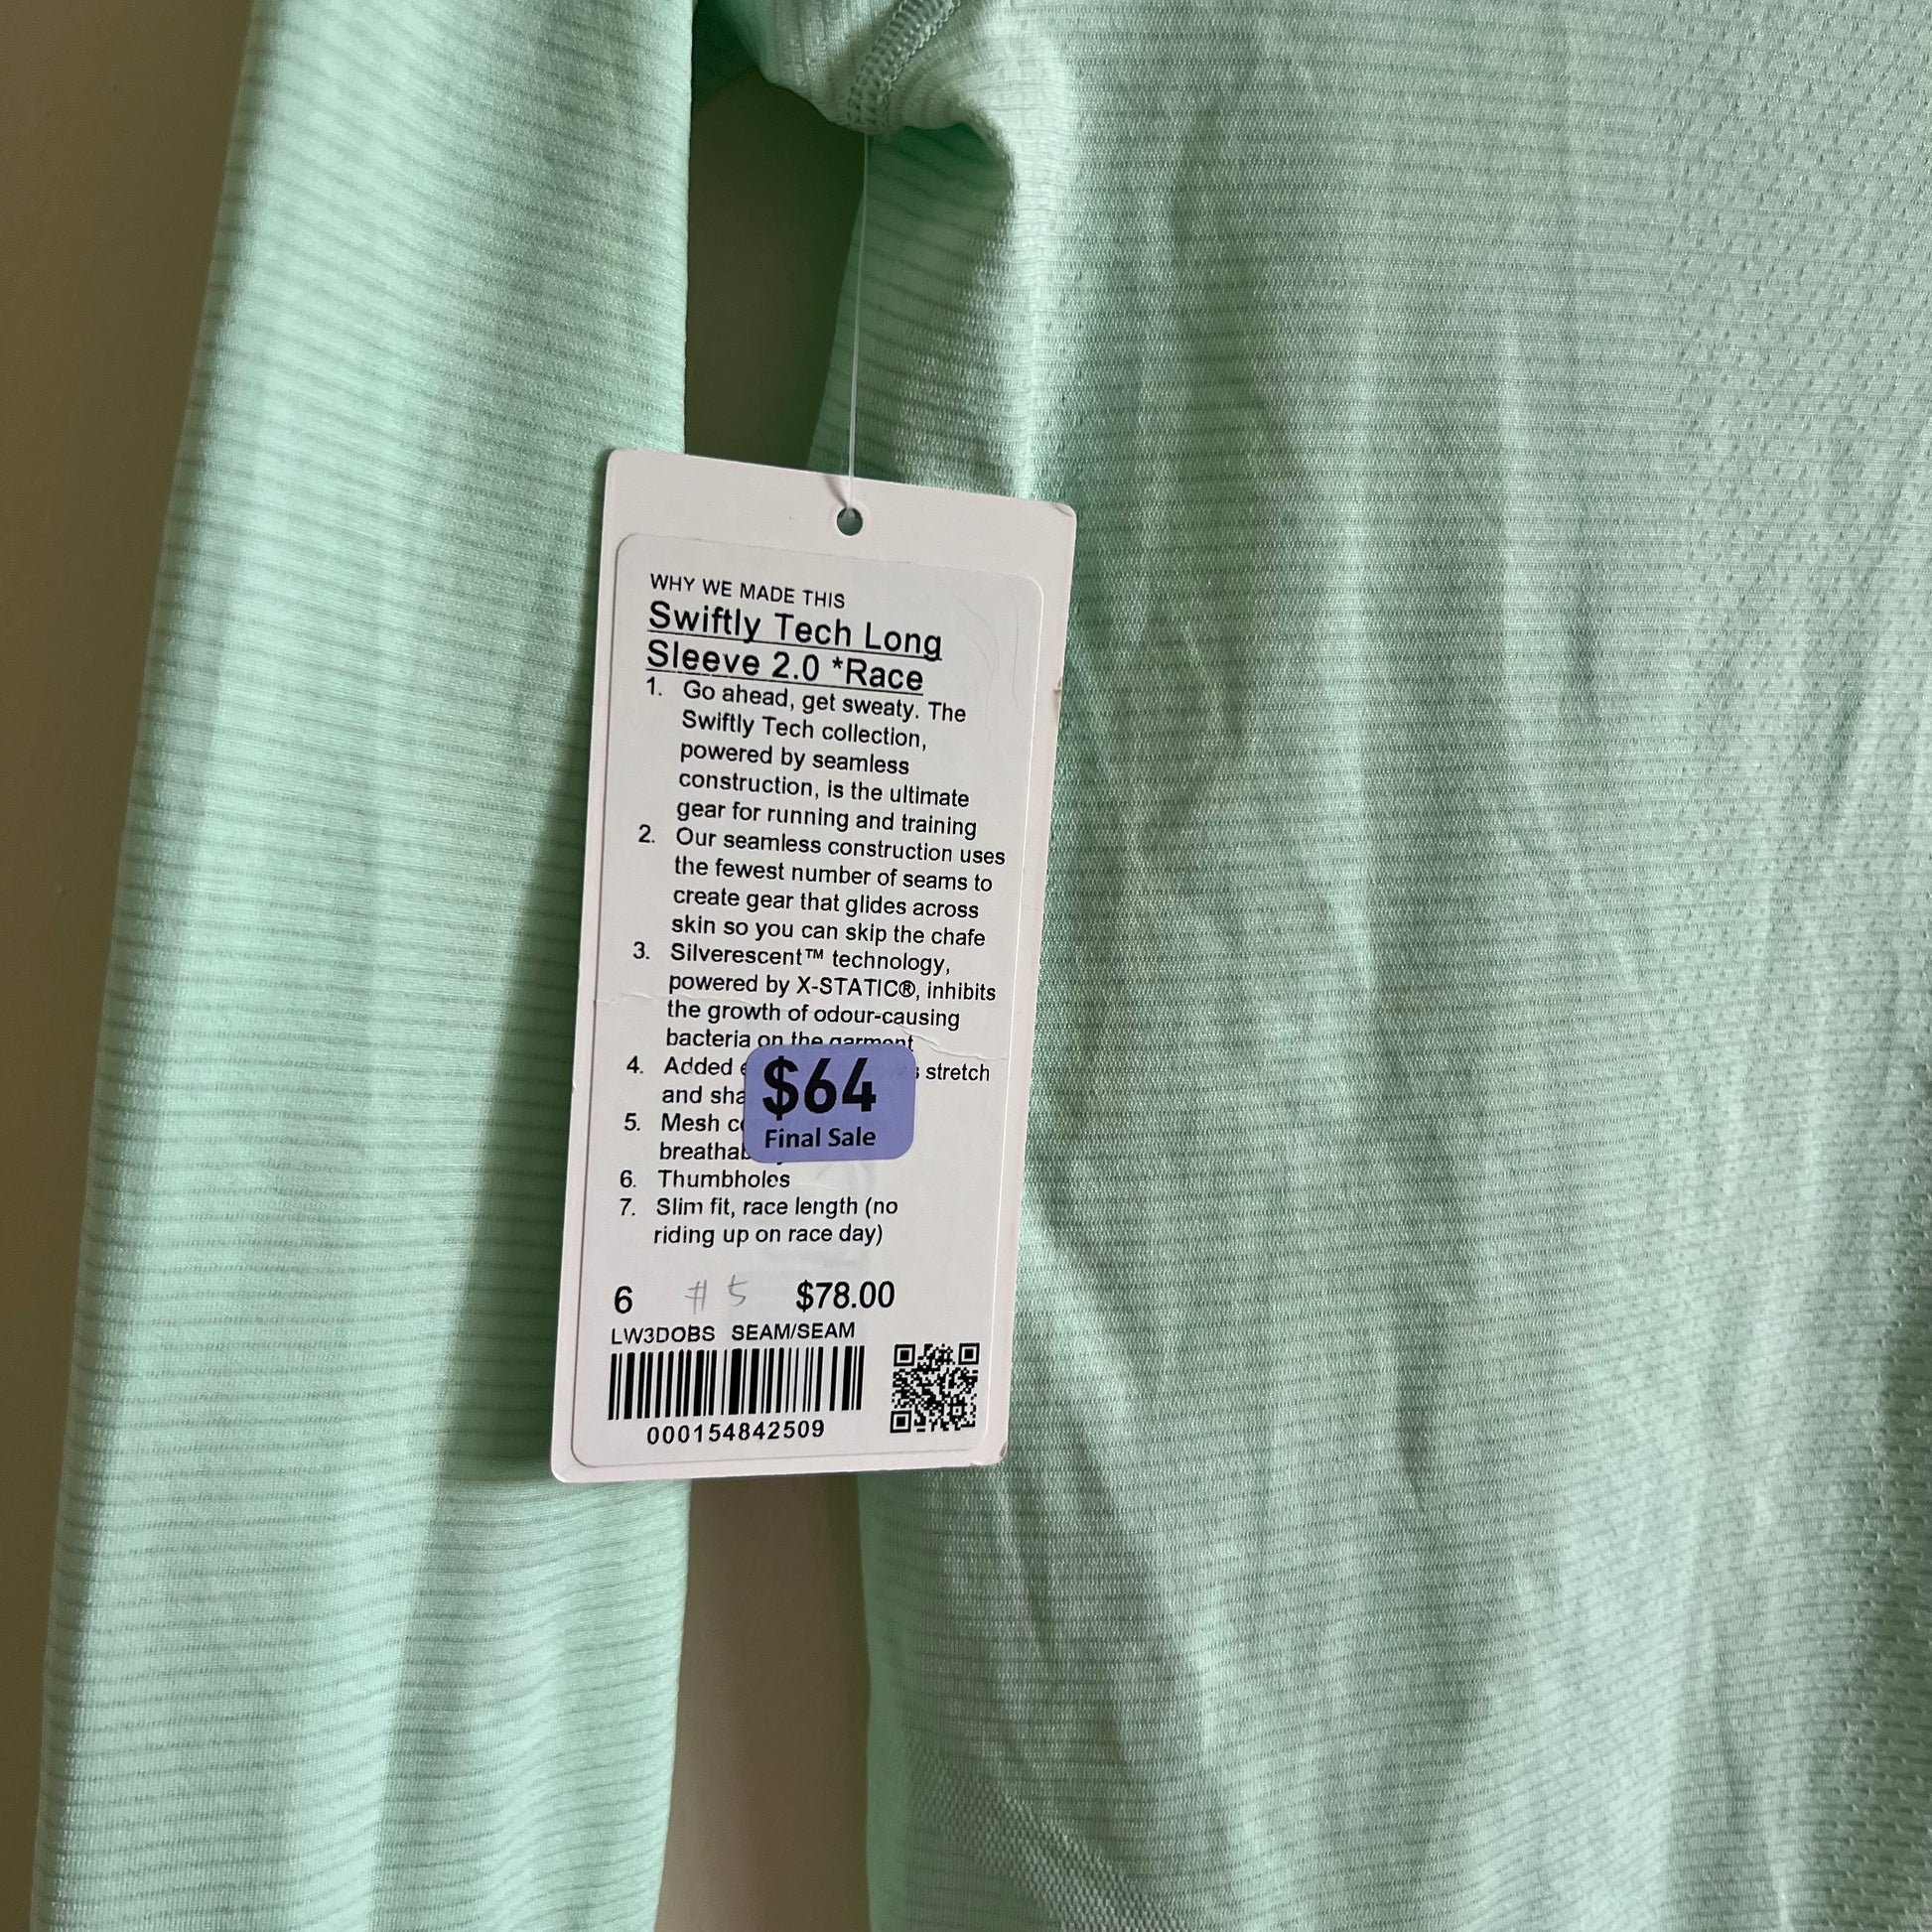 WHY WE MADE THIS
Swiftly Tech Long
Sleeve 2.0 *Race
1. Go ahead, get sweaty. The
Swiftly Tech collection,
powered by seamless
construction, is the ultimate
gear for running and training
2. Our seamless construction uses
the fewest number of seams to
create gear that glides across
skin so you can skip the chafe
3. Silverescent™ technology,
powered by X-STATIC®, inhibits
the growth of odour-causing
bacteria on the garment
4. Added stretch
and
5. Mesh
6. Thumbholes
7. Slim fit, race length (no
riding up on race day)
$64
Final Sale
6 # 5 $78.00
LW3DOBS SEAM/SEAM
000154842509